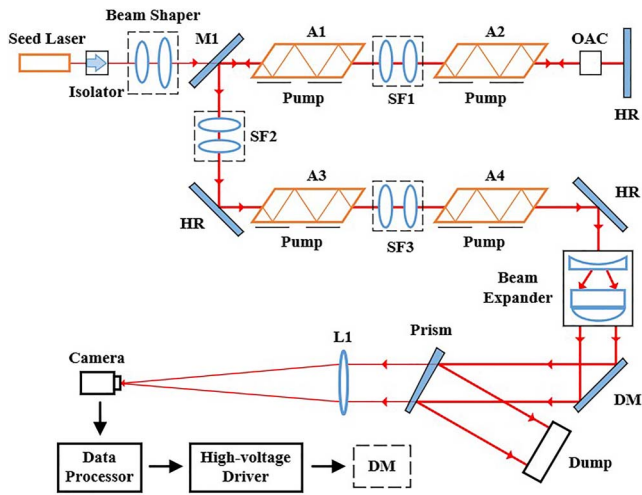 Beam Shaper
Seed Laser
M1
A1
A2
OAC
Isolator
Pump
SF1
Pump
HR
SF2
A3
A4
HR
HR
Pump
SF3
Pump
Beam
Expander
L1
Prism
Camera
DM
Dump
Data
Processor
High-voltage
Driver
DM